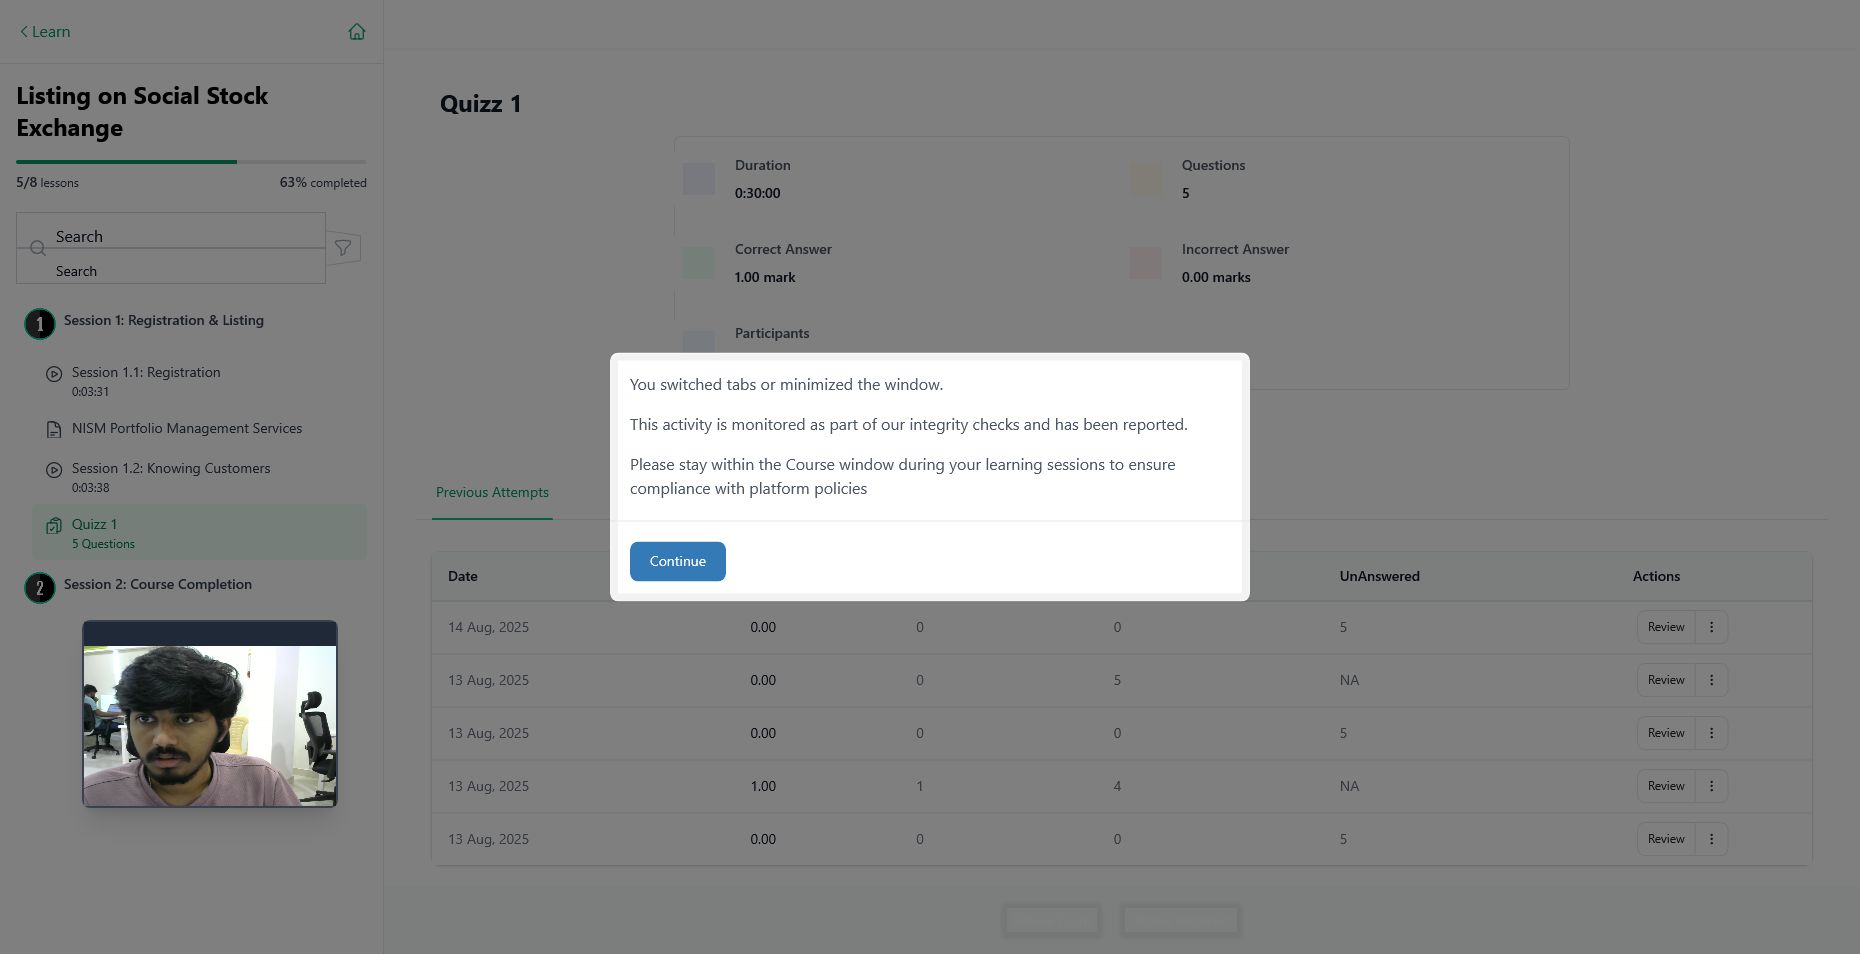 Learn
Listing on Social Stock
Exchange
5/8 lessons
63% completed
Search
Search
1 Session 1: Registration & Listing
Session 1.1: Registration
0:03:31
NISM Portfolio Management Services
Session 1.2: Knowing Customers
0:03:38
Quizz 1
5 Questions
2 Session 2: Course Completion
Quizz 1
Duration
0:30:00
Questions
5
Correct Answer
1.00 mark
Incorrect Answer
0.00 marks
Participants
You switched tabs or minimized the window.
This activity is monitored as part of our integrity checks and has been reported.
Please stay within the Course window during your learning sessions to ensure
compliance with platform policies
Continue
Previous Attempts
Date UnAnswered Actions
14 Aug, 2025 0.00 0 0 5 Review
13 Aug, 2025 0.00 0 5 NA Review
13 Aug, 2025 0.00 0 0 5 Review
13 Aug, 2025 1.00 1 4 NA Review
13 Aug, 2025 0.00 0 0 5 Review